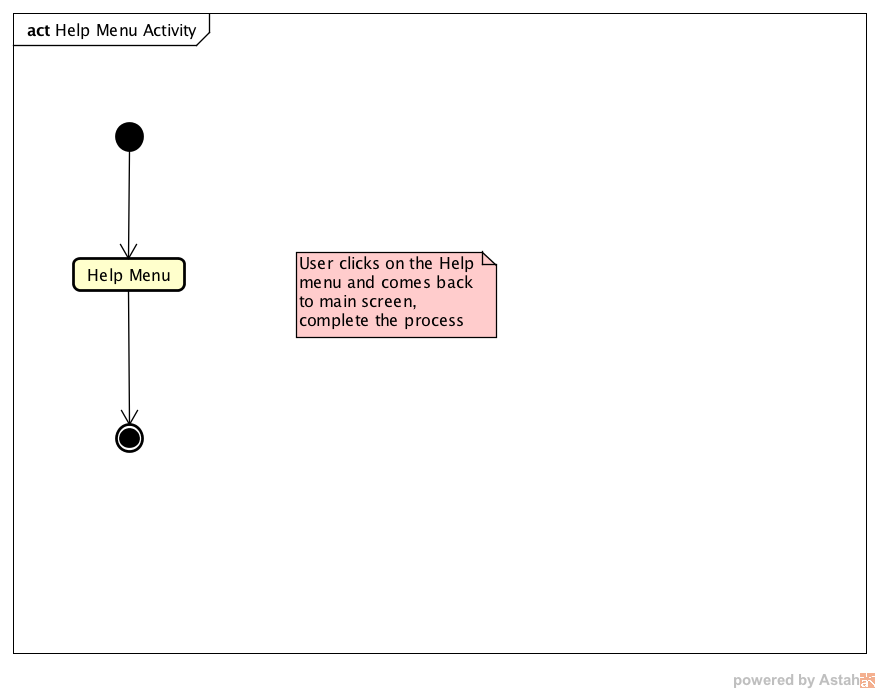 act Help Menu Activity
Help Menu
User clicks on the Help
menu and comes back
to main screen,
complete the process
powered by Astah